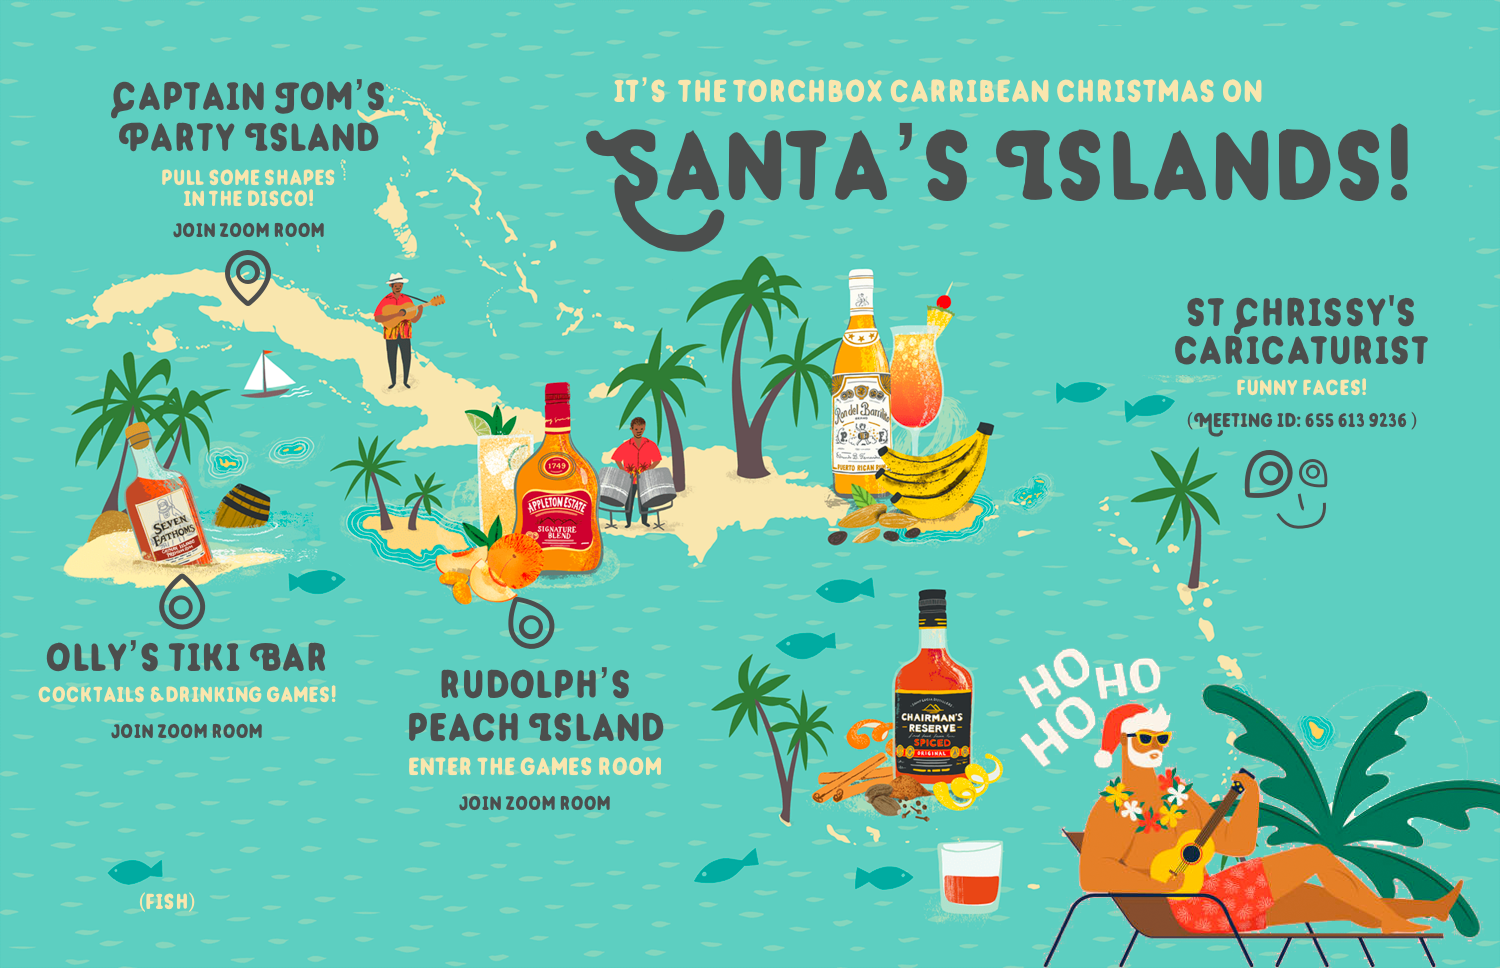 IT'S THE TORCHBOX CARRIBEAN CHRISTMAS ON
SANTA'S ISLANDS!
CAPTAIN TOM'S
PARTY ISLAND
PULL SOME SHAPES
IN THE DISCO!
JOIN ZOOM ROOM
ST CHRISSY'S
CARICATURIST
FUNNY FACES!
(MEETING ID: 655 613 9236 )
Ron del Barrilito
PUERTO RICAN
1749
APPLETON ESTATE
SIGNATURE
BLEND
SEVEN
FATHOMS
OLLY'S TIKI BAR
COCKTAILS & DRINKING GAMES!
JOIN ZOOM ROOM
RUDOLPH'S
PEACH ISLAND
ENTER THE GAMES ROOM
JOIN ZOOM ROOM
CHAIRMAN'S
RESERVE
SPICED
ORIGINAL
HO
HO
HO
(FISH)